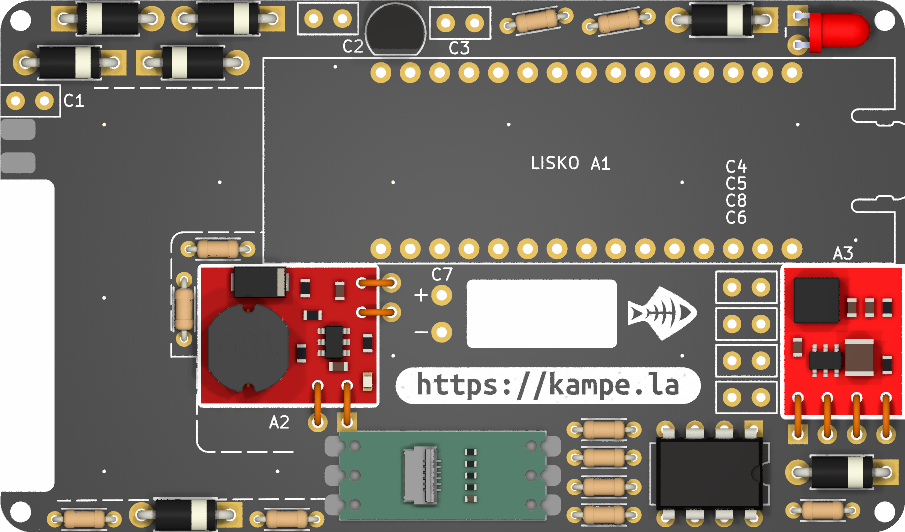 C2
C3
C1
LISKO A1
C4
C5
C8
C6
A3
C7
+
−
https://kampe.la
A2